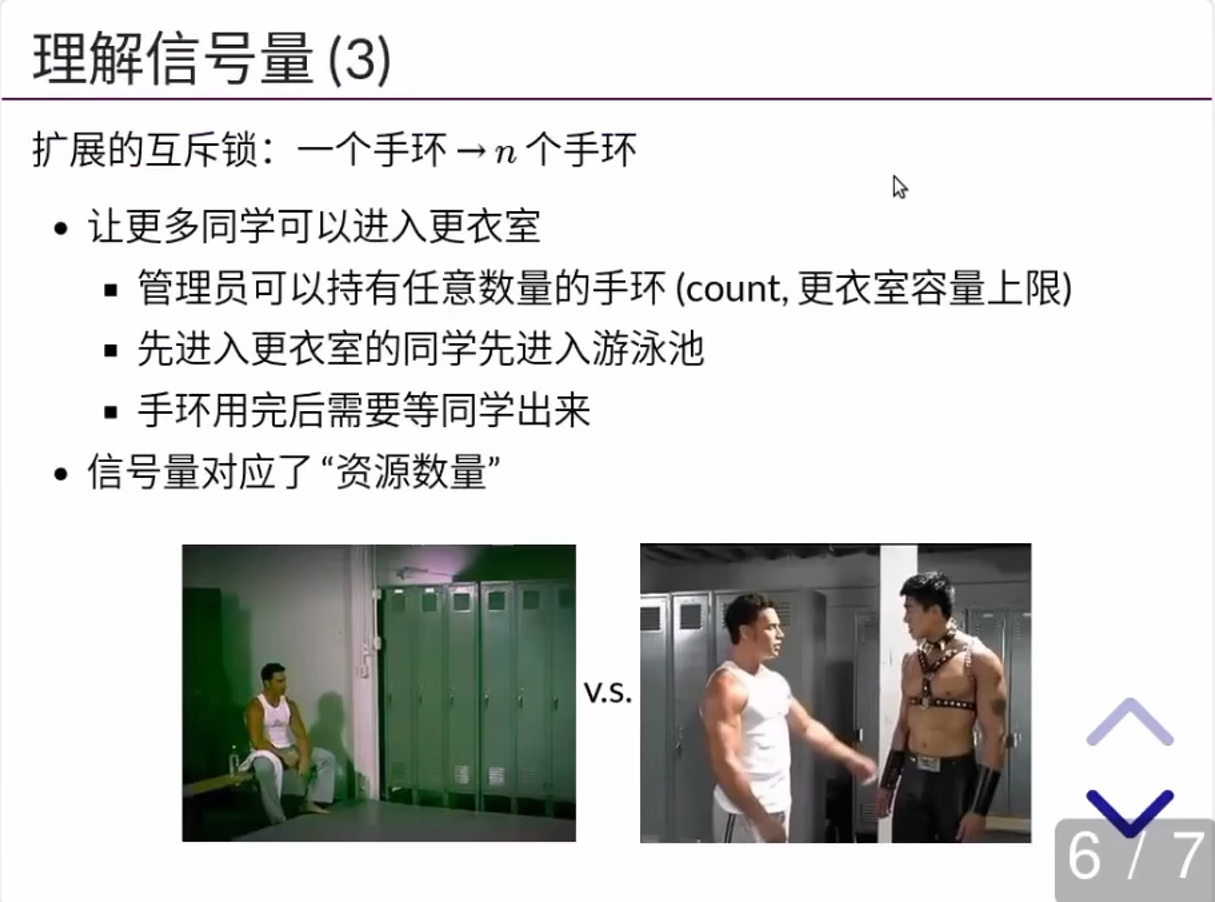 理解信号量 (3)
扩展的互斥锁：一个手环 → n 个手环
• 让更多同学可以进入更衣室
▪ 管理员可以持有任意数量的手环 (count, 更衣室容量上限)
▪ 先进入更衣室的同学先进入游泳池
▪ 手环用完后需要等同学出来
• 信号量对应了 “资源数量”
v.s.
6 / 7